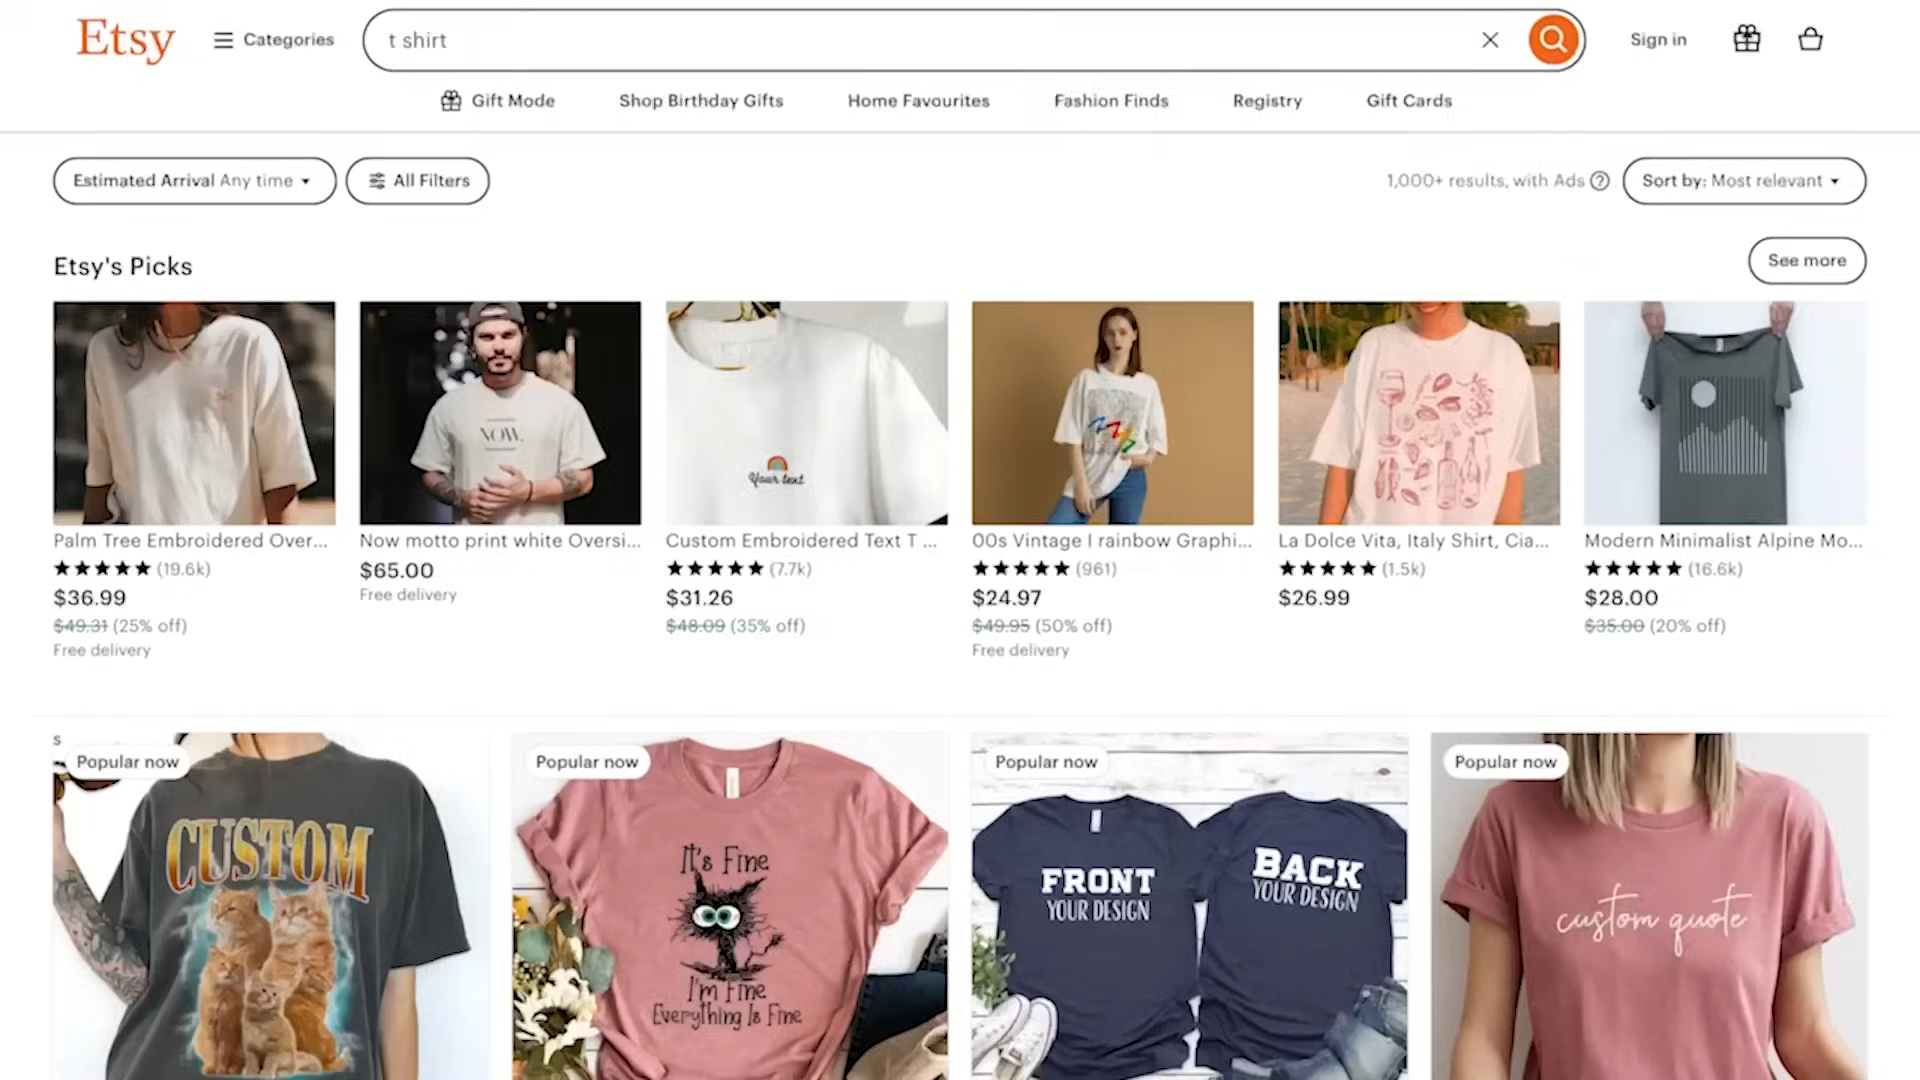 Etsy
Categories
t shirt
Sign in
Gift Mode
Shop Birthday Gifts
Home Favourites
Fashion Finds
Registry
Gift Cards
Estimated Arrival Any time
All Filters
1,000+ results, with Ads
Sort by: Most relevant
Etsy's Picks
See more
NOW.
Your text
Palm Tree Embroidered Over...
(19.6k)
$36.99
$49.31 (25% off)
Free delivery
Now motto print white Oversi...
$65.00
Free delivery
Custom Embroidered Text T ...
(7.7k)
$31.26
$48.09 (35% off)
00s Vintage I rainbow Graphi...
(961)
$24.97
$49.95 (50% off)
Free delivery
La Dolce Vita, Italy Shirt, Cia...
(1.5k)
$26.99
Modern Minimalist Alpine Mo...
(16.6k)
$28.00
$35.00 (20% off)
s
Popular now
CUSTOM
Popular now
It's Fine
I'm Fine
Everything Is Fine
Popular now
FRONT
YOUR DESIGN
BACK
YOUR DESIGN
Popular now
custom quote